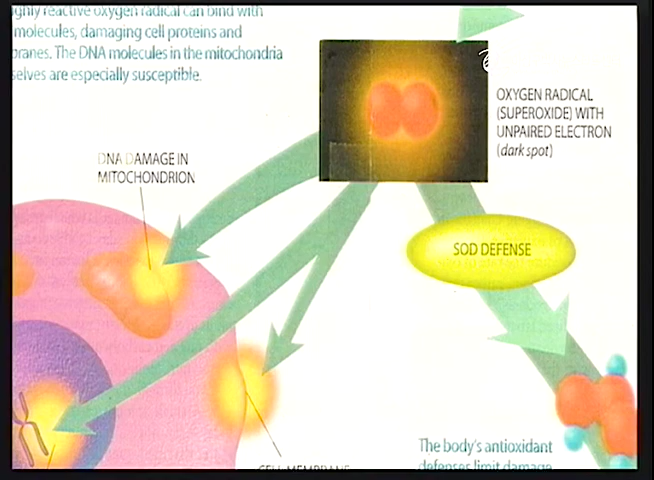 ghly reactive oxygen radical can bind with
molecules, damaging cell proteins and
branes. The DNA molecules in the mitochondria
selves are especially susceptible.
OXYGEN RADICAL
(SUPEROXIDE) WITH
UNPAIRED ELECTRON
(dark spot)
DNA DAMAGE IN
MITOCHONDRION
SOD DEFENSE
The body's antioxidant
defenses limit damage
CELL MEMBRANE